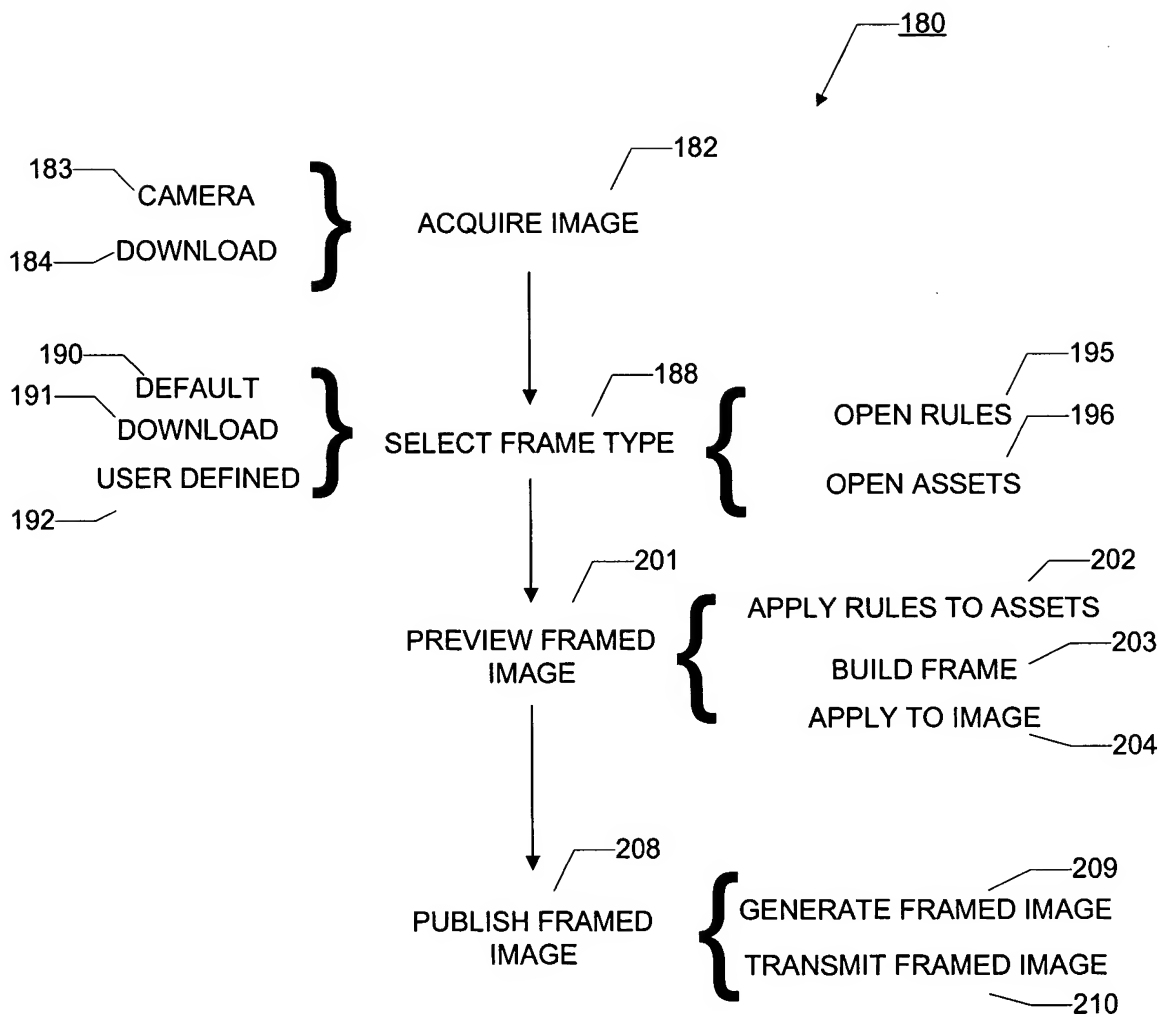 180
182
183
CAMERA
ACQUIRE IMAGE
184
DOWNLOAD
190
DEFAULT
191
DOWNLOAD
USER DEFINED
192
188
SELECT FRAME TYPE
195
OPEN RULES
196
OPEN ASSETS
201
PREVIEW FRAMED
IMAGE
202
APPLY RULES TO ASSETS
203
BUILD FRAME
APPLY TO IMAGE
204
208
PUBLISH FRAMED
IMAGE
209
GENERATE FRAMED IMAGE
TRANSMIT FRAMED IMAGE
210